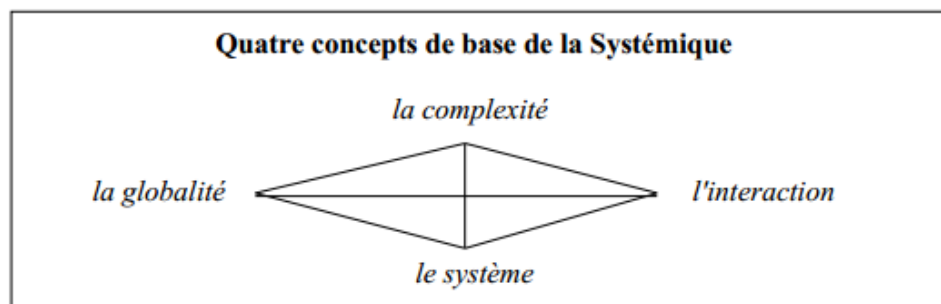 Quatre concepts de base de la Systémique
la complexité
la globalité
l'interaction
le système